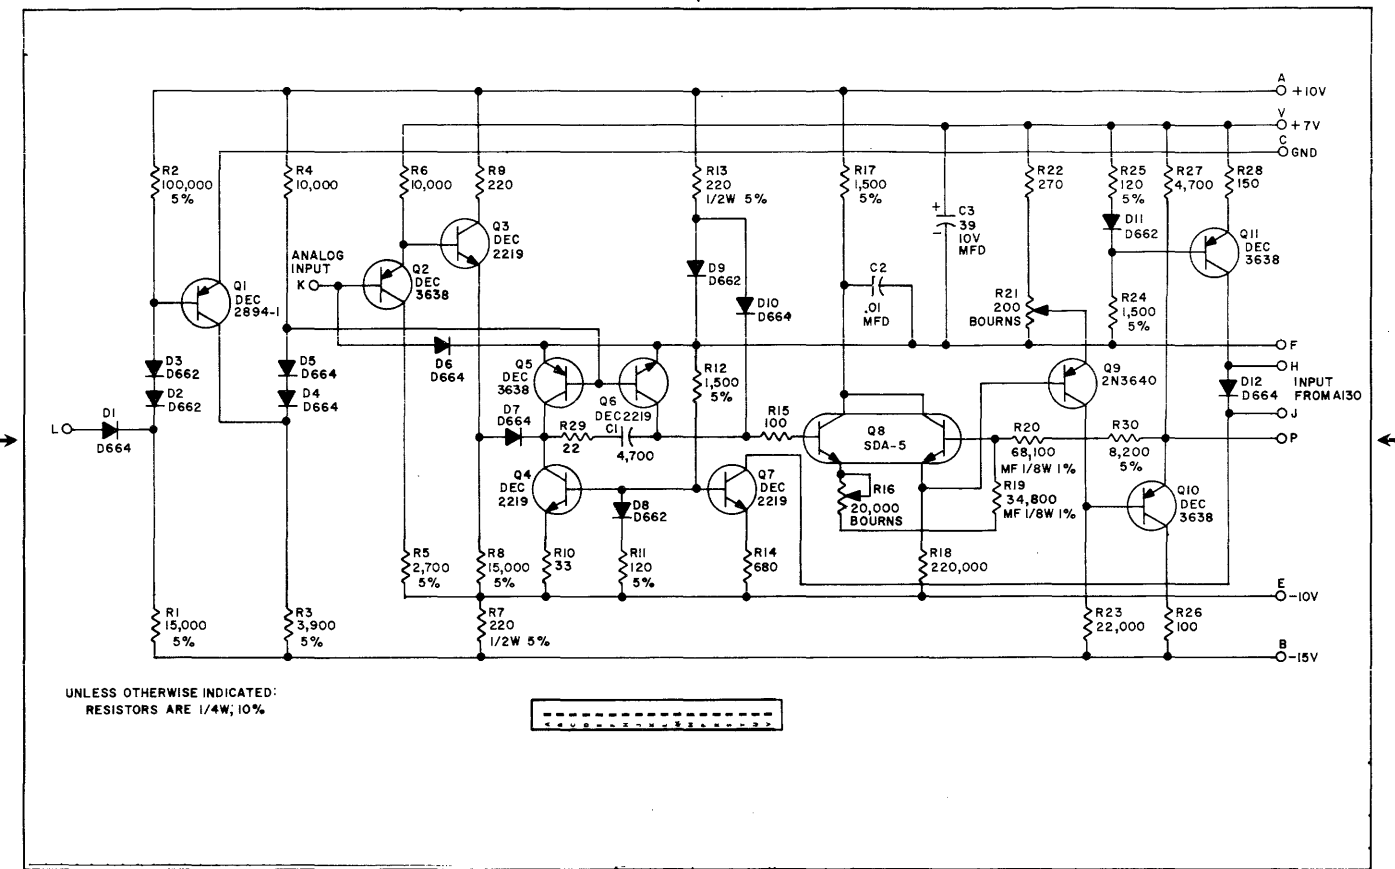 A
+10V
V
+7V
C
GND
R2
100,000
5%
R4
10,000
R6
10,000
R9
220
R13
220
1/2W 5%
R17
1,500
5%
C3
39
10V
MFD
+
-
R22
270
R25
120
5%
R27
4,700
R28
150
D11
D662
Q11
DEC
3638
Q3
DEC
2219
ANALOG
INPUT
K
Q2
DEC
3638
Q1
DEC
2894-1
D9
D662
D10
D664
C2
.01
MFD
R21
200
BOURNS
R24
1,500
5%
F
D3
D662
D2
D662
D5
D664
D4
D664
D6
D664
Q5
DEC
3638
Q6
DEC2219
R12
1,500
5%
Q9
2N3640
H
D12
D664
INPUT
FROM A130
J
L
D1
D664
D7
D664
R29
22
C1
4,700
R15
100
Q8
SDA-5
R20
68,100
MF 1/8W 1%
R30
8,200
5%
P
Q4
DEC
2219
D8
D662
Q7
DEC
2219
R16
20,000
BOURNS
R19
34,800
MF 1/8W 1%
Q10
DEC
3638
R5
2,700
5%
R8
15,000
5%
R10
33
R11
120
5%
R14
680
R18
220,000
E
-10V
R1
15,000
5%
R3
3,900
5%
R7
220
1/2W 5%
R23
22,000
R26
100
B
-15V
UNLESS OTHERWISE INDICATED:
RESISTORS ARE 1/4W; 10%